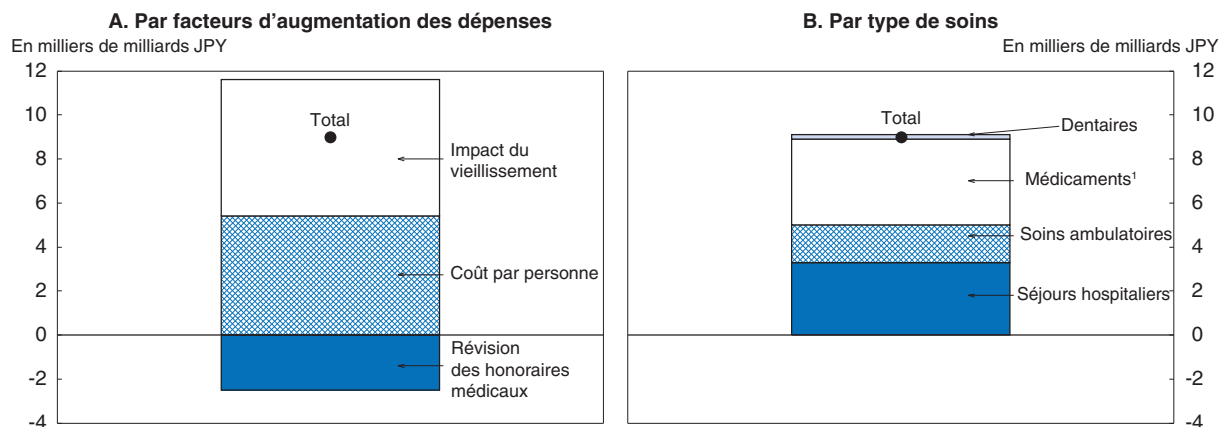 A. Par facteurs d'augmentation des dépenses
En milliers de milliards JPY
12
10
8
6
4
2
0
-2
-4
Total
Impact du
vieillissement
Coût par personne
Révision
des honoraires
médicaux
B. Par type de soins
En milliers de milliards JPY
12
10
8
6
4
2
0
-2
-4
Total
Dentaires
Médicaments¹
Soins ambulatoires
Séjours hospitaliers